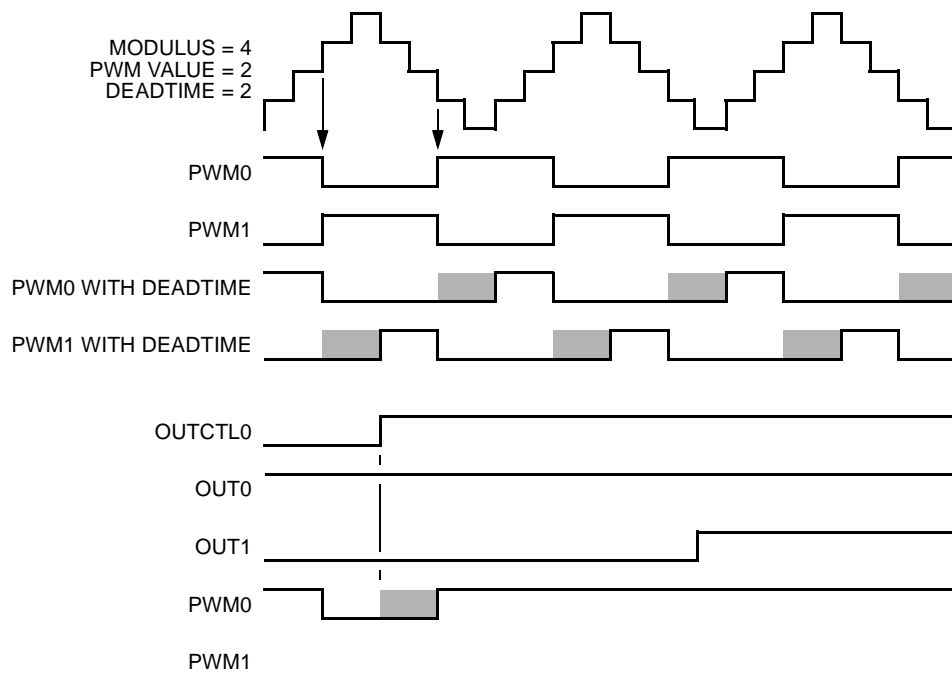 MODULUS = 4
PWM VALUE = 2
DEADTIME = 2
PWM0
PWM1
PWM0 WITH DEADTIME
PWM1 WITH DEADTIME
OUTCTL0
OUT0
OUT1
PWM0
PWM1